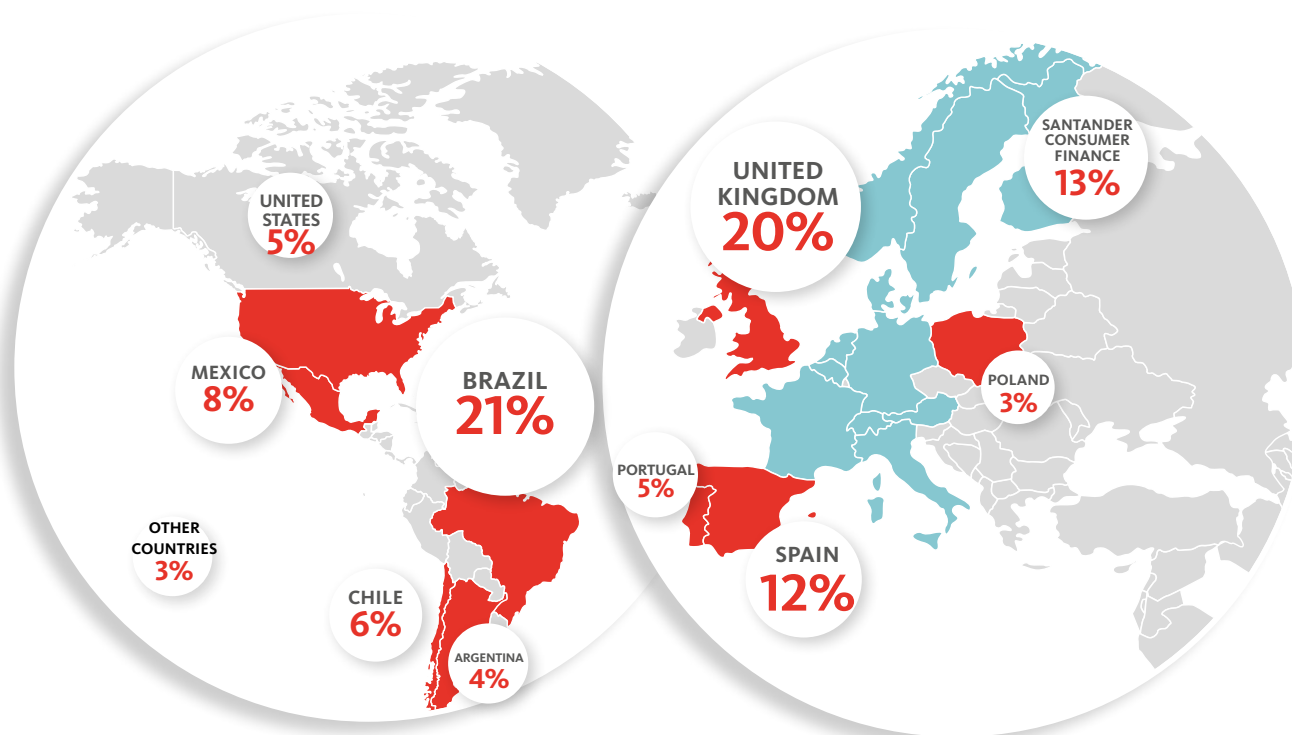 UNITED
STATES
5%
MEXICO
8%
BRAZIL
21%
OTHER
COUNTRIES
3%
CHILE
6%
ARGENTINA
4%
UNITED
KINGDOM
20%
SANTANDER
CONSUMER
FINANCE
13%
POLAND
3%
PORTUGAL
5%
SPAIN
12%